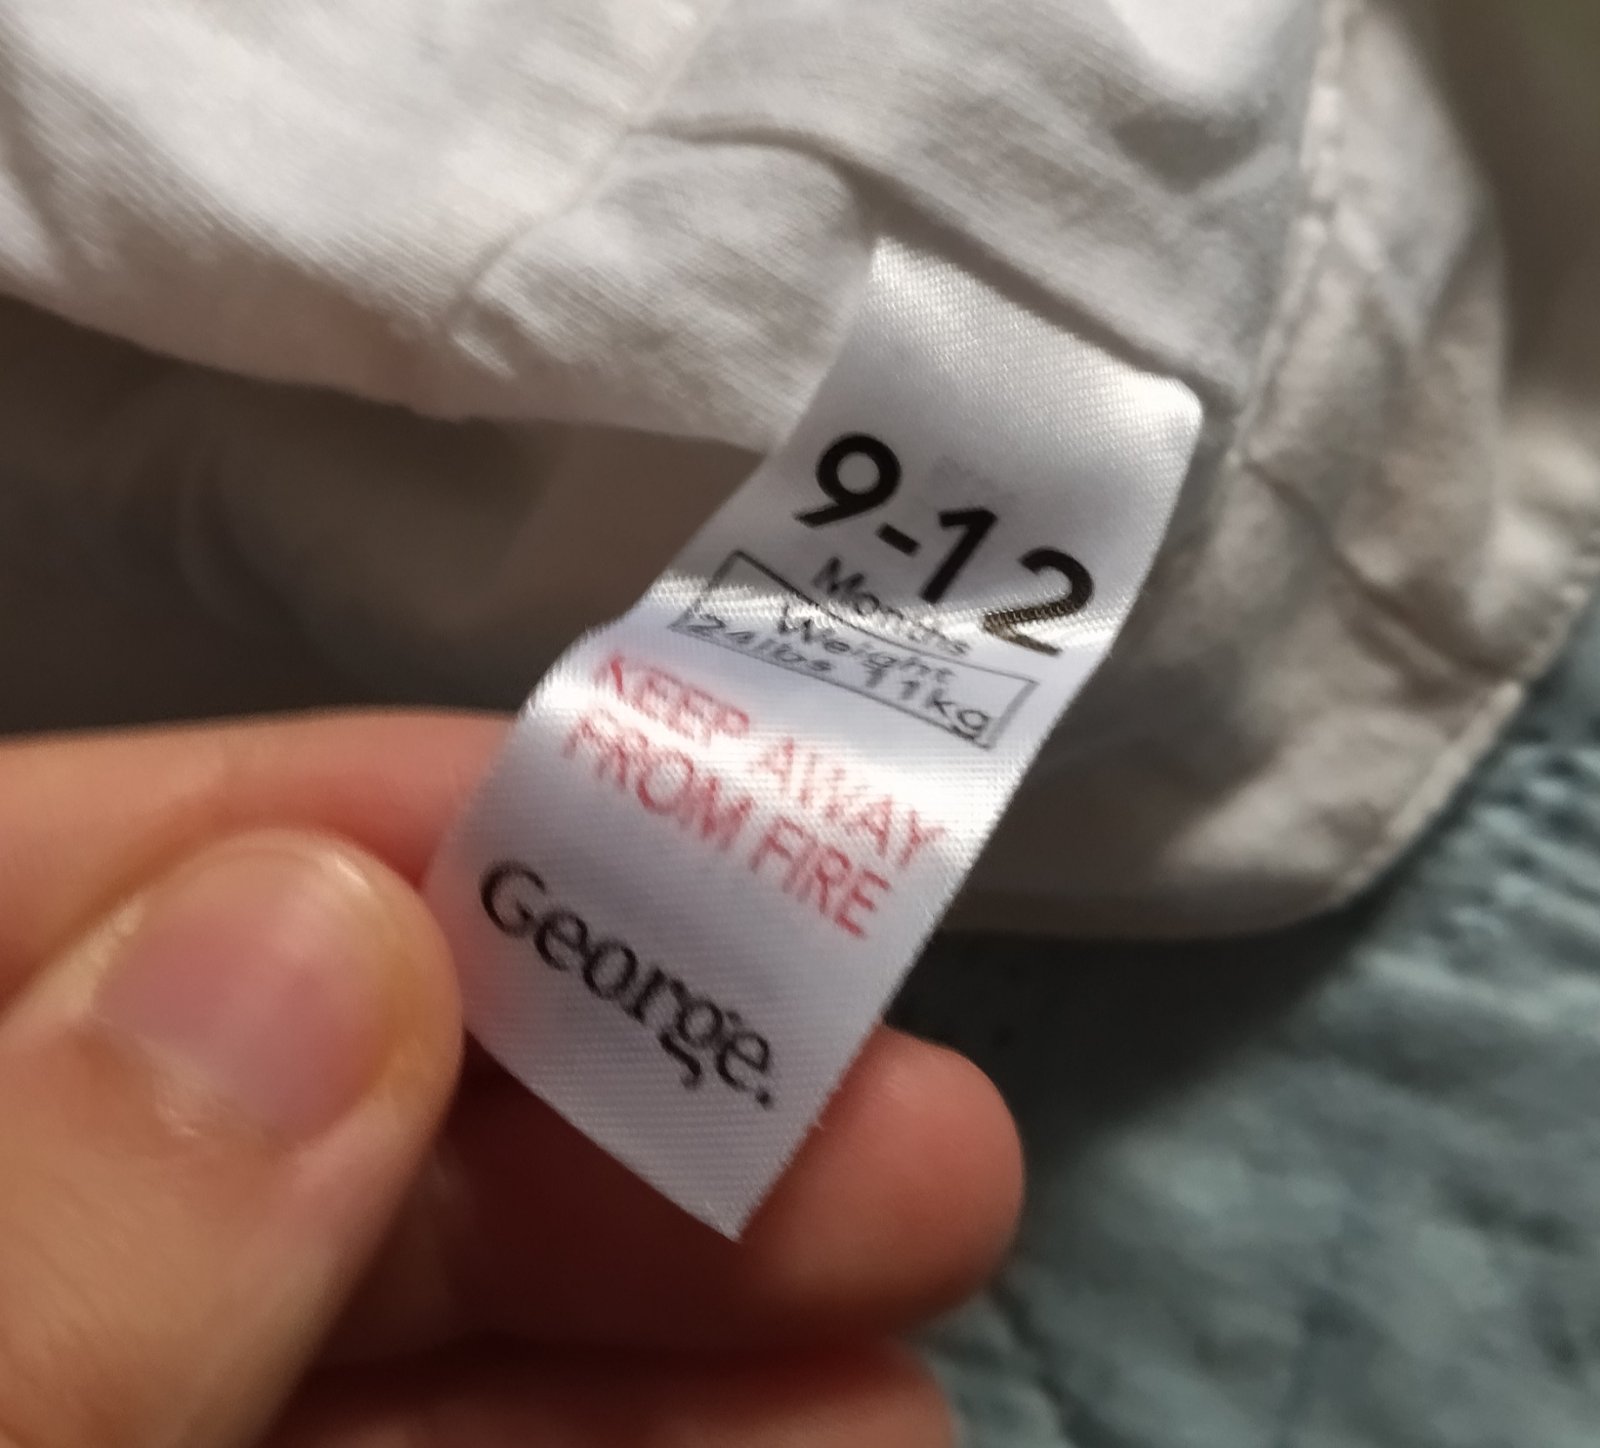 9-12
Months
Weight
24lbs 11kg
KEEP AWAY
FROM FIRE
George.